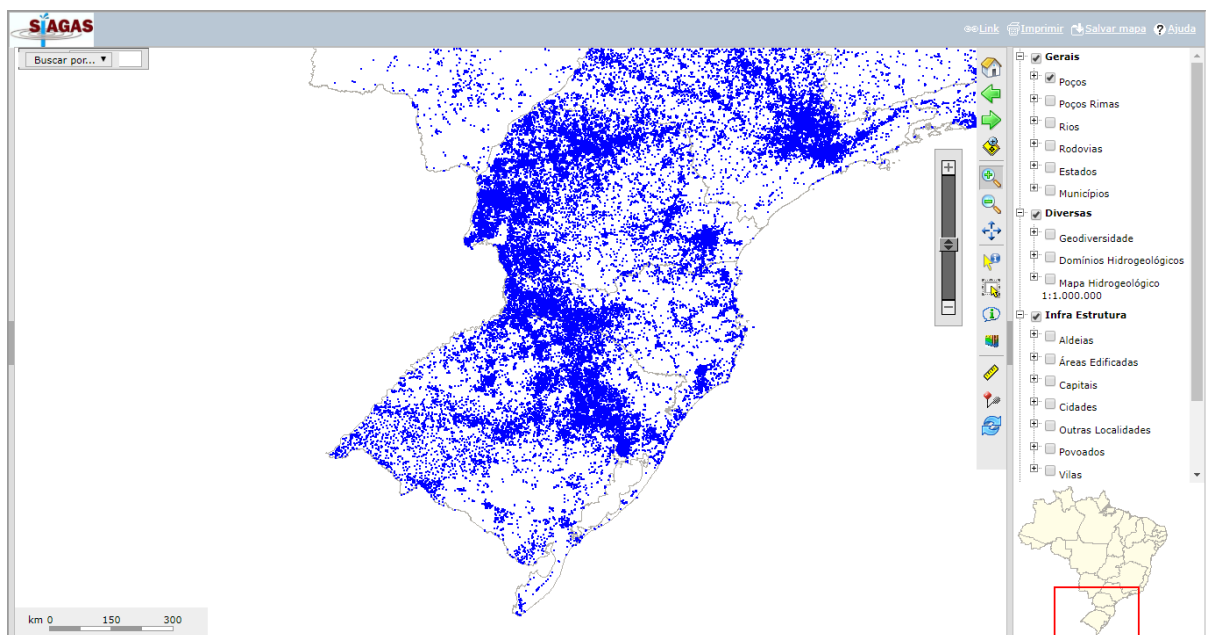 SIAGAS
Link Imprimir Salvar mapa ? Ajuda
Buscar por...
Gerais
Poços
Poços Rimas
Rios
Rodovias
Estados
Municípios
Diversas
Geodiversidade
Domínios Hidrogeológicos
Mapa Hidrogeológico
1:1.000.000
Infra Estrutura
Aldeias
Áreas Edificadas
Capitais
Cidades
Outras Localidades
Povoados
Vilas
km 0 150 300